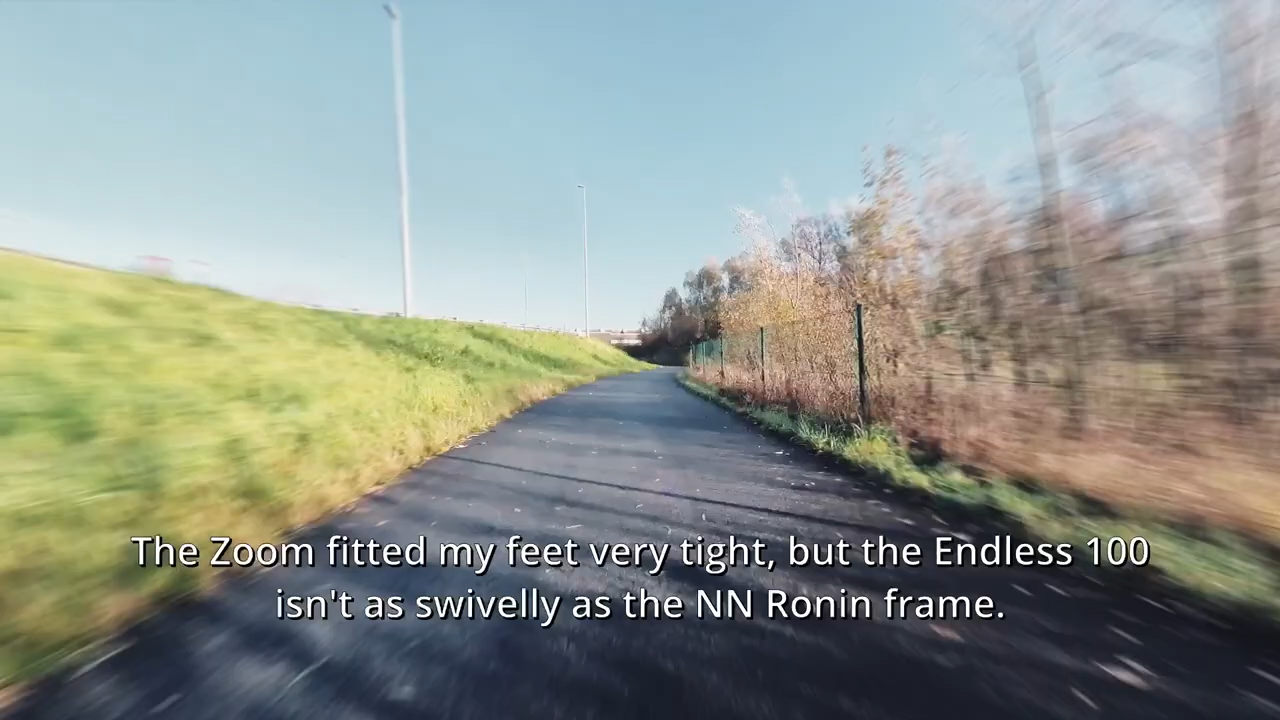 The Zoom fitted my feet very tight, but the Endless 100
isn't as swivelly as the NN Ronin frame.